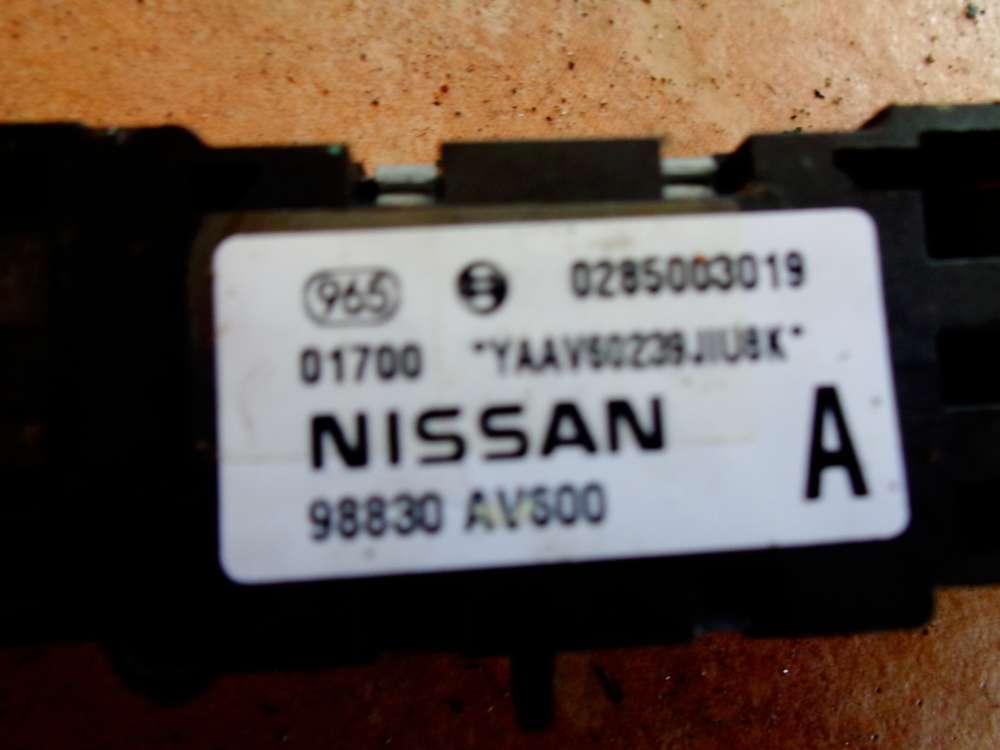 965 0285003019
01700 "YAAV60239JIU8K"
NISSAN
98830 AV600
A